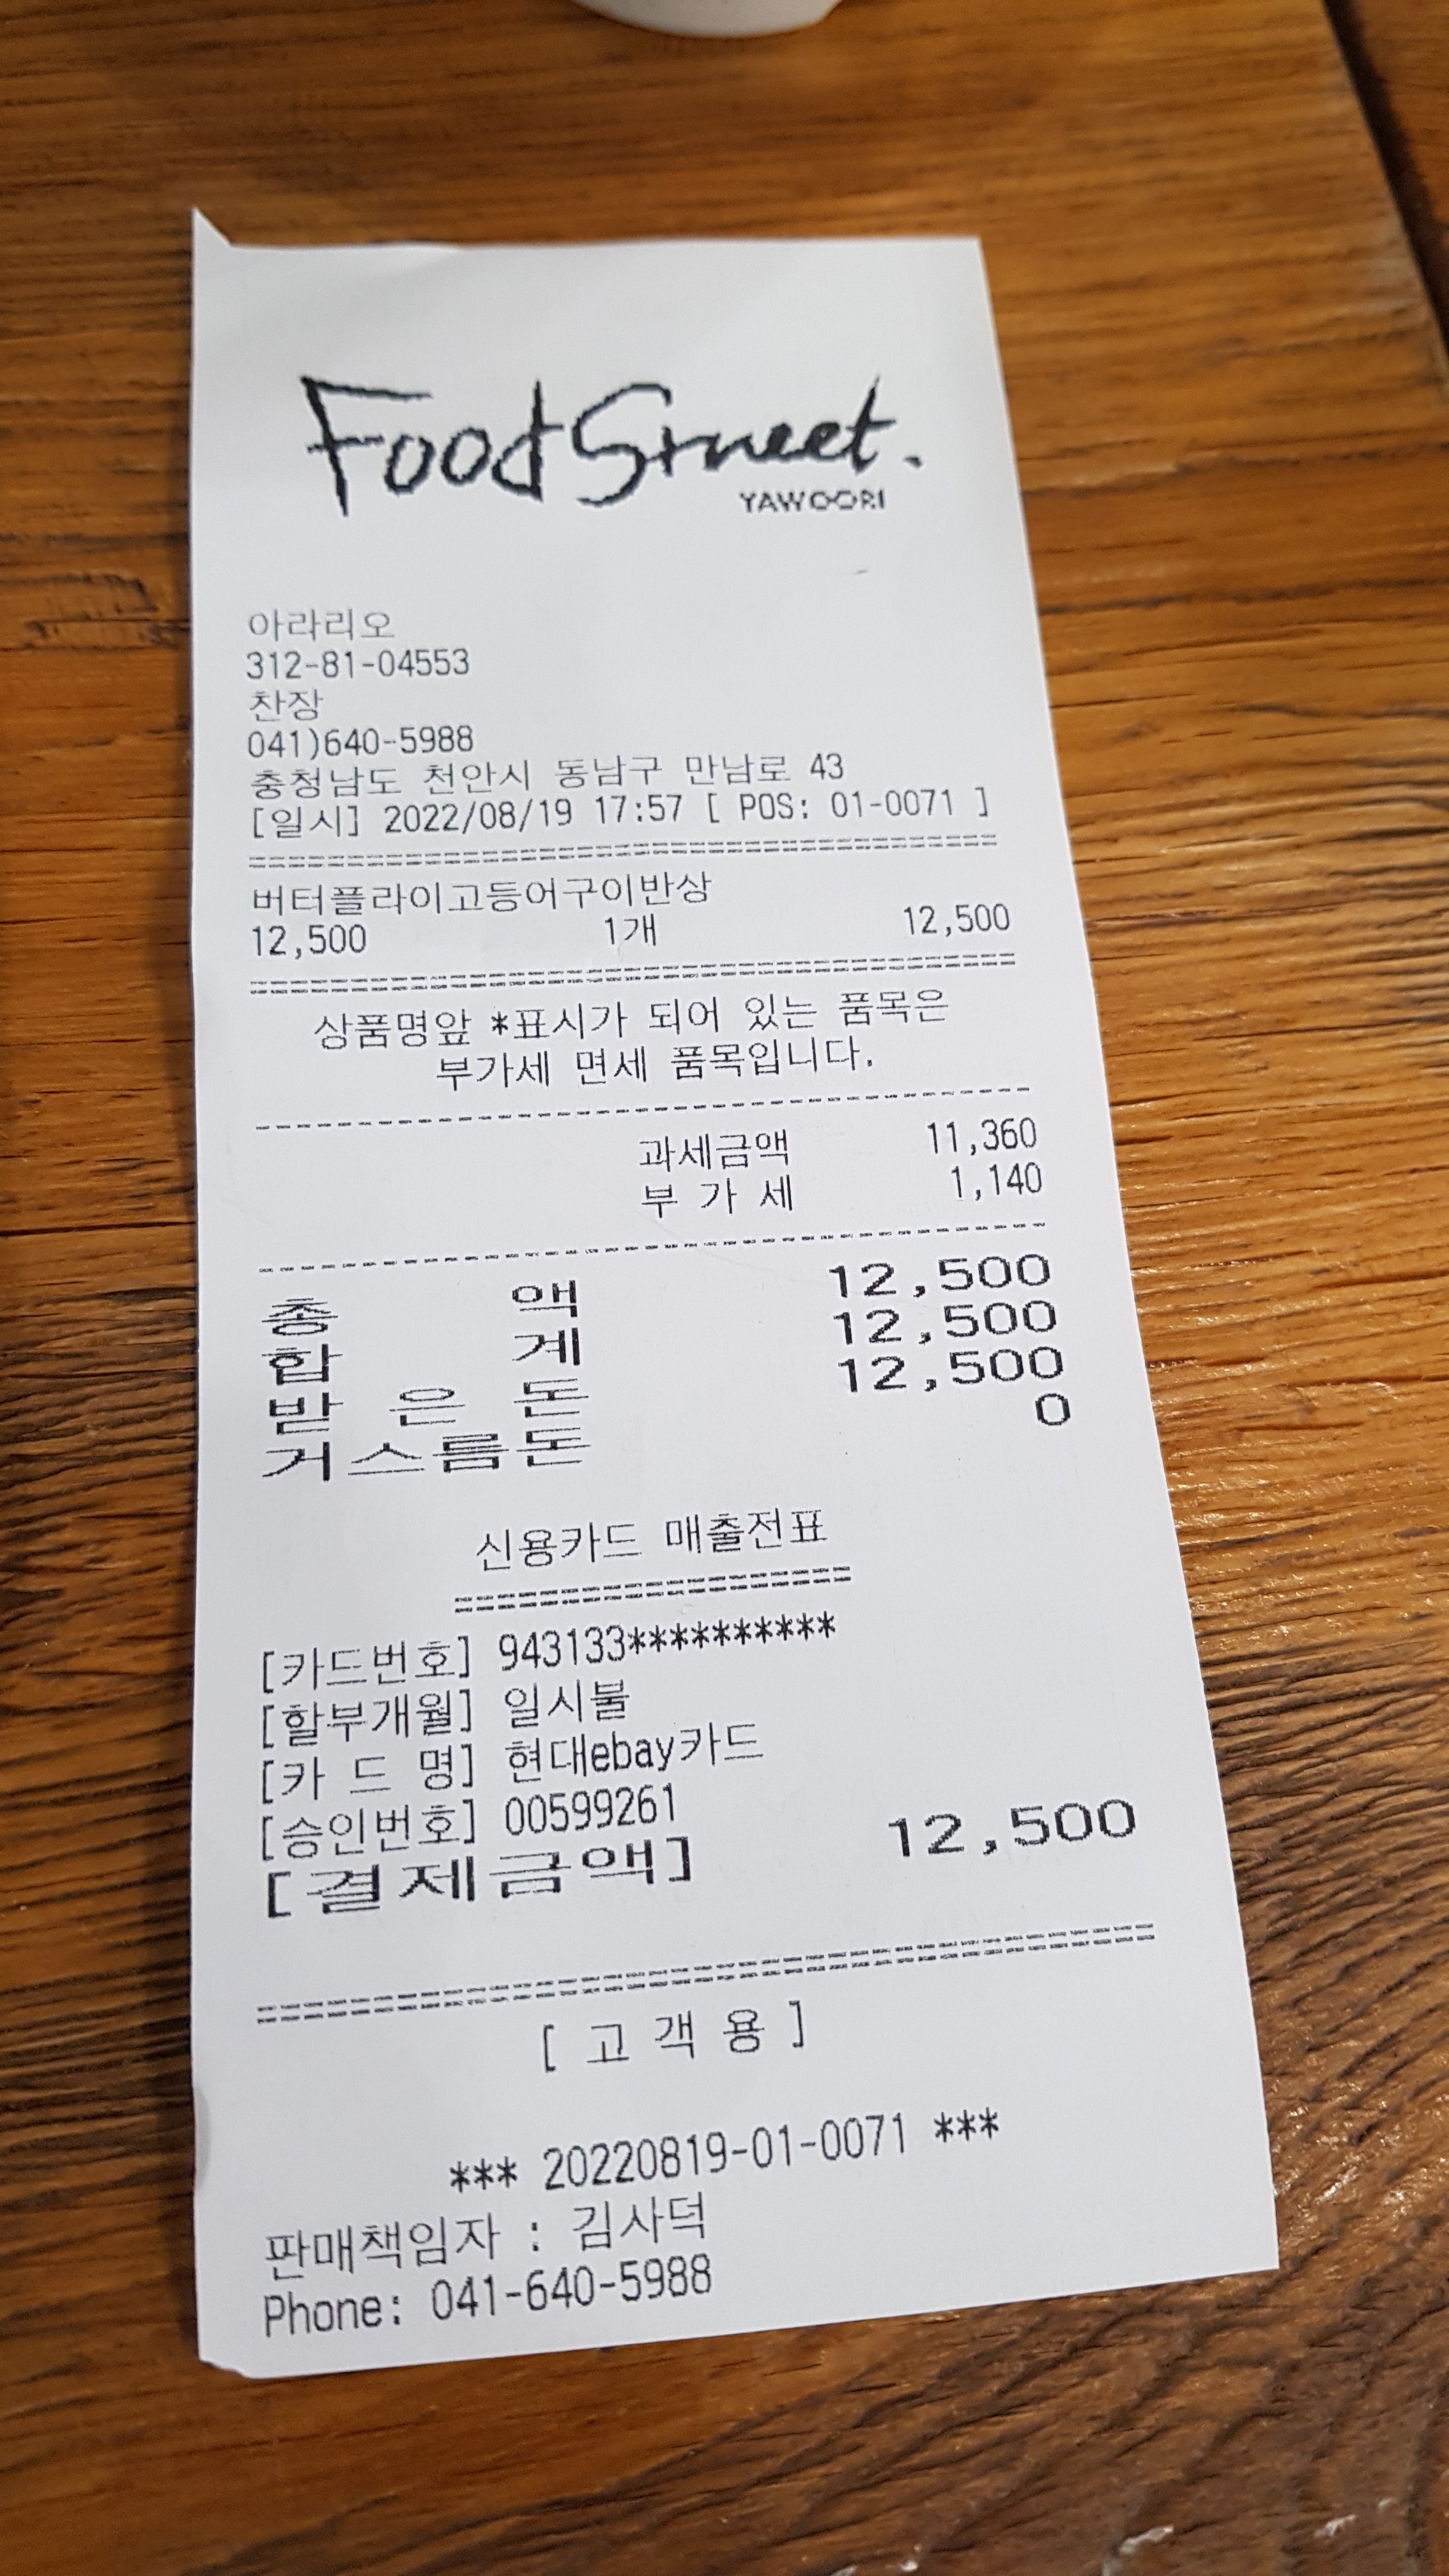 Food Street.
YAWOORI
아라리오
312-81-04553
찬장
041)640-5988
충청남도 천안시 동남구 만남로 43
[일시] 2022/08/19 17:57 [ POS: 01-0071 ]
버터플라이고등어구이반상
12,500 1개 12,500
상품명앞 *표시가 되어 있는 품목은
부가세 면세 품목입니다.
과세금액 11,360
부 가 세 1,140
총 액 12,500
합 계 12,500
받 은 돈 12,500
거스름돈 0
신용카드 매출전표
[카드번호] 943133**********
[할부개월] 일시불
[카 드 명] 현대ebay카드
[승인번호] 00599261
[결제금액] 12,500
[ 고 객 용 ]
*** 20220819-01-0071 ***
판매책임자 : 김사덕
Phone: 041-640-5988